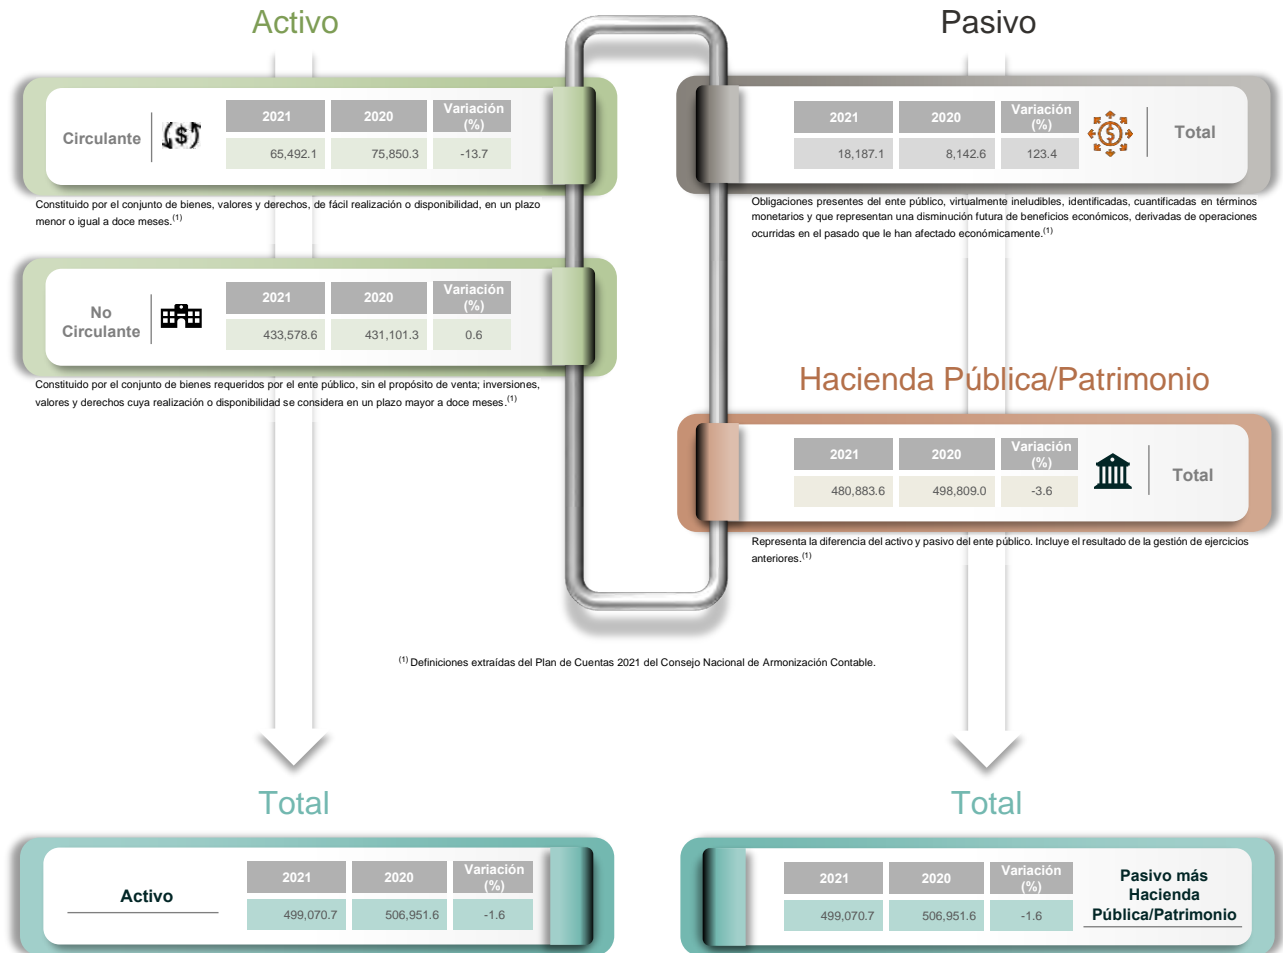 Activo
Circulante
2021 2020 Variación (%)
65,492.1 75,850.3 -13.7
Constituido por el conjunto de bienes, valores y derechos, de fácil realización o disponibilidad, en un plazo
menor o igual a doce meses.(1)
No
Circulante
2021 2020 Variación (%)
433,578.6 431,101.3 0.6
Constituido por el conjunto de bienes requeridos por el ente público, sin el propósito de venta; inversiones,
valores y derechos cuya realización o disponibilidad se considera en un plazo mayor a doce meses.(1)
Pasivo
2021 2020 Variación (%)
18,187.1 8,142.6 123.4
Total
Obligaciones presentes del ente público, virtualmente ineludibles, identificadas, cuantificadas en términos
monetarios y que representan una disminución futura de beneficios económicos, derivadas de operaciones
ocurridas en el pasado que le han afectado económicamente.(1)
Hacienda Pública/Patrimonio
2021 2020 Variación (%)
480,883.6 498,809.0 -3.6
Total
Representa la diferencia del activo y pasivo del ente público. Incluye el resultado de la gestión de ejercicios
anteriores.(1)
(1) Definiciones extraídas del Plan de Cuentas 2021 del Consejo Nacional de Armonización Contable.
Total
Activo
2021 2020 Variación (%)
499,070.7 506,951.6 -1.6
Total
2021 2020 Variación (%)
499,070.7 506,951.6 -1.6
Pasivo más
Hacienda
Pública/Patrimonio